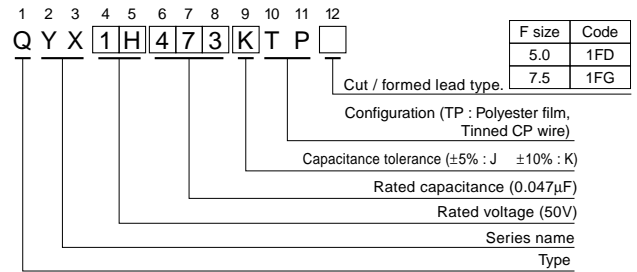 1 2 3 4 5 6 7 8 9 10 11 12
Q Y X 1 H 4 7 3 K T P
F size Code
5.0 1FD
7.5 1FG
Cut / formed lead type.
Configuration (TP : Polyester film,
Tinned CP wire)
Capacitance tolerance (±5% : J ±10% : K)
Rated capacitance (0.047μF)
Rated voltage (50V)
Series name
Type